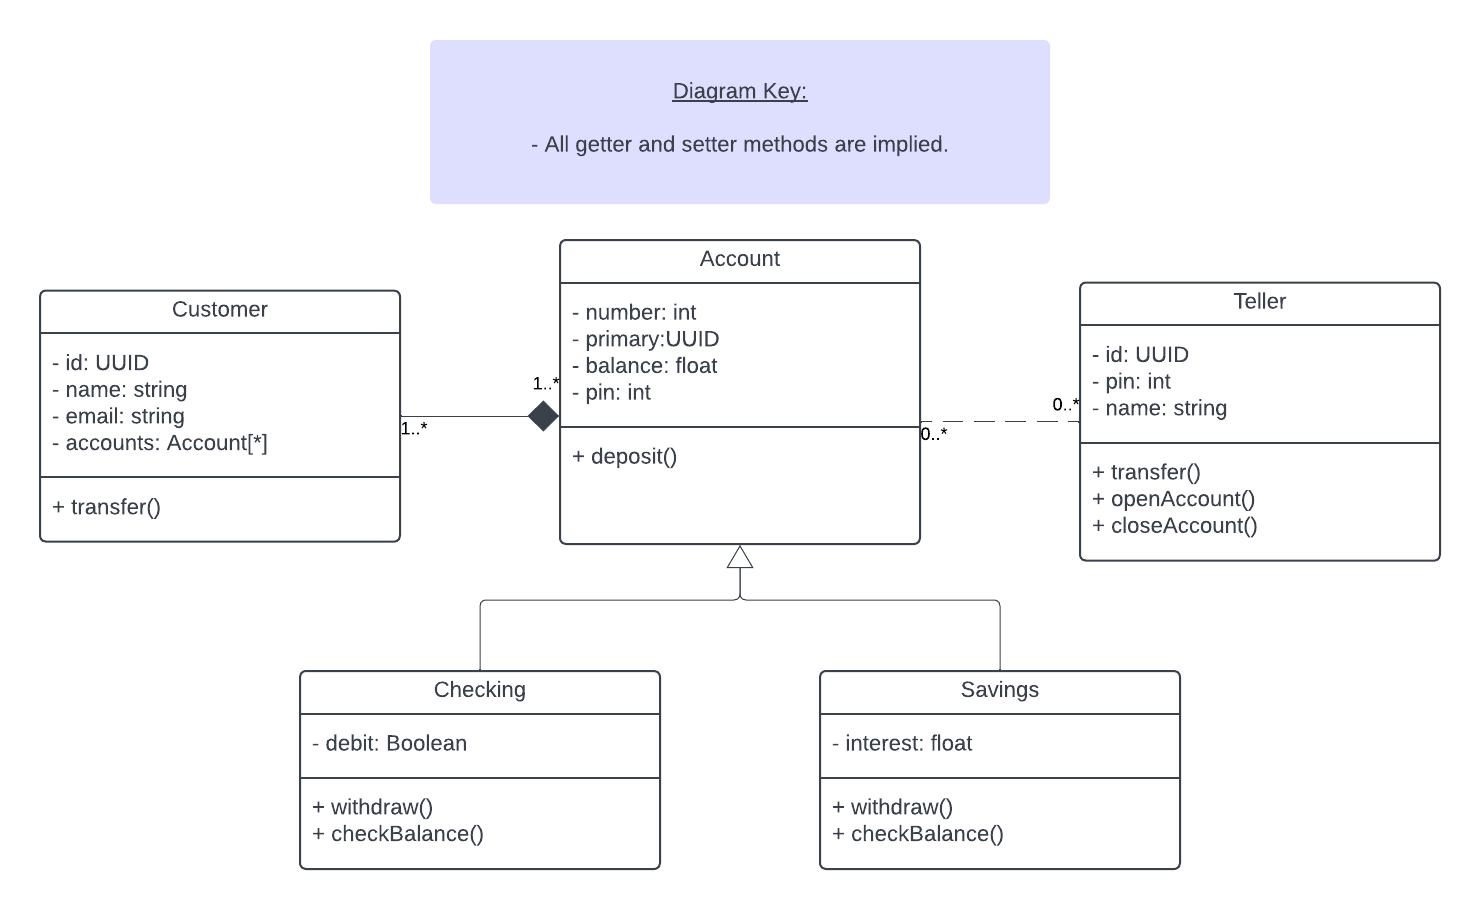 Diagram Key:
- All getter and setter methods are implied.
Customer
- id: UUID
- name: string
- email: string
- accounts: Account[*]
+ transfer()
1..*
1..*
Account
- number: int
- primary:UUID
- balance: float
- pin: int
+ deposit()
0..*
0..*
Teller
- id: UUID
- pin: int
- name: string
+ transfer()
+ openAccount()
+ closeAccount()
Checking
- debit: Boolean
+ withdraw()
+ checkBalance()
Savings
- interest: float
+ withdraw()
+ checkBalance()